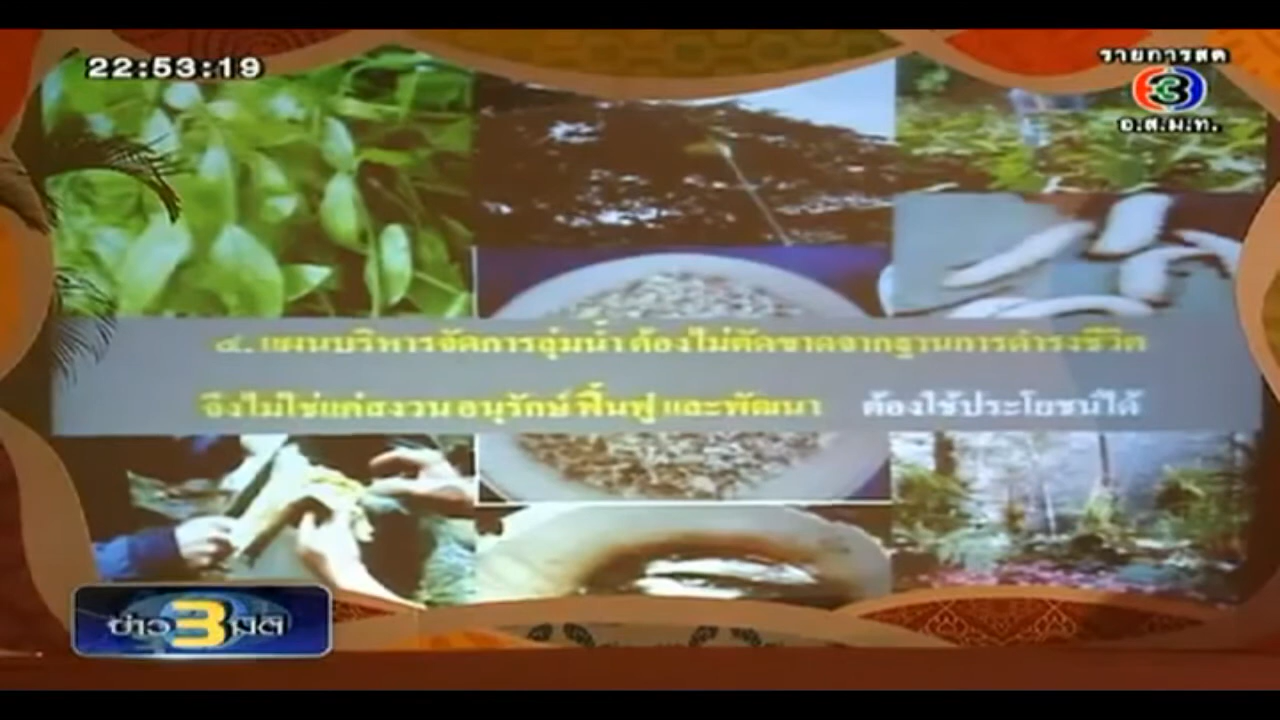 22:53:19
รายการสด
3
อ.ส.ม.ท.
๔. แผนบริหารจัดการลุ่มน้ำ ต้องไม่ตัดขาดจากฐานการดำรงชีวิต
จึงไม่ใช่แค่สงวน อนุรักษ์ ฟื้นฟู และพัฒนา ต้องใช้ประโยชน์ได้
ข่าว 3 มิติ